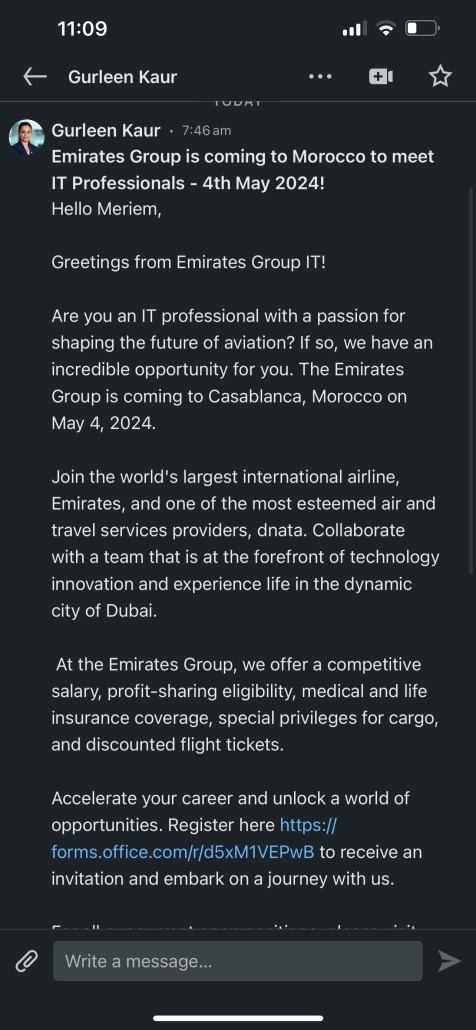 11:09
Gurleen Kaur
TODAY
Gurleen Kaur • 7:46 am
Emirates Group is coming to Morocco to meet
IT Professionals - 4th May 2024!
Hello Meriem,
Greetings from Emirates Group IT!
Are you an IT professional with a passion for
shaping the future of aviation? If so, we have an
incredible opportunity for you. The Emirates
Group is coming to Casablanca, Morocco on
May 4, 2024.
Join the world's largest international airline,
Emirates, and one of the most esteemed air and
travel services providers, dnata. Collaborate
with a team that is at the forefront of technology
innovation and experience life in the dynamic
city of Dubai.
At the Emirates Group, we offer a competitive
salary, profit-sharing eligibility, medical and life
insurance coverage, special privileges for cargo,
and discounted flight tickets.
Accelerate your career and unlock a world of
opportunities. Register here https://
forms.office.com/r/d5xM1VEPwB to receive an
invitation and embark on a journey with us.
Write a message...